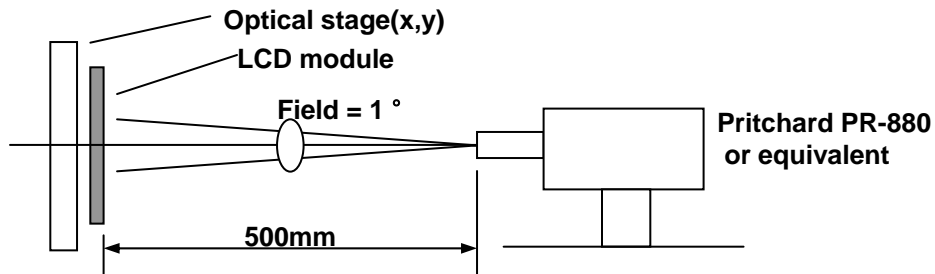 Optical stage(x,y)
LCD module
Field = 1 °
Pritchard PR-880
or equivalent
500mm